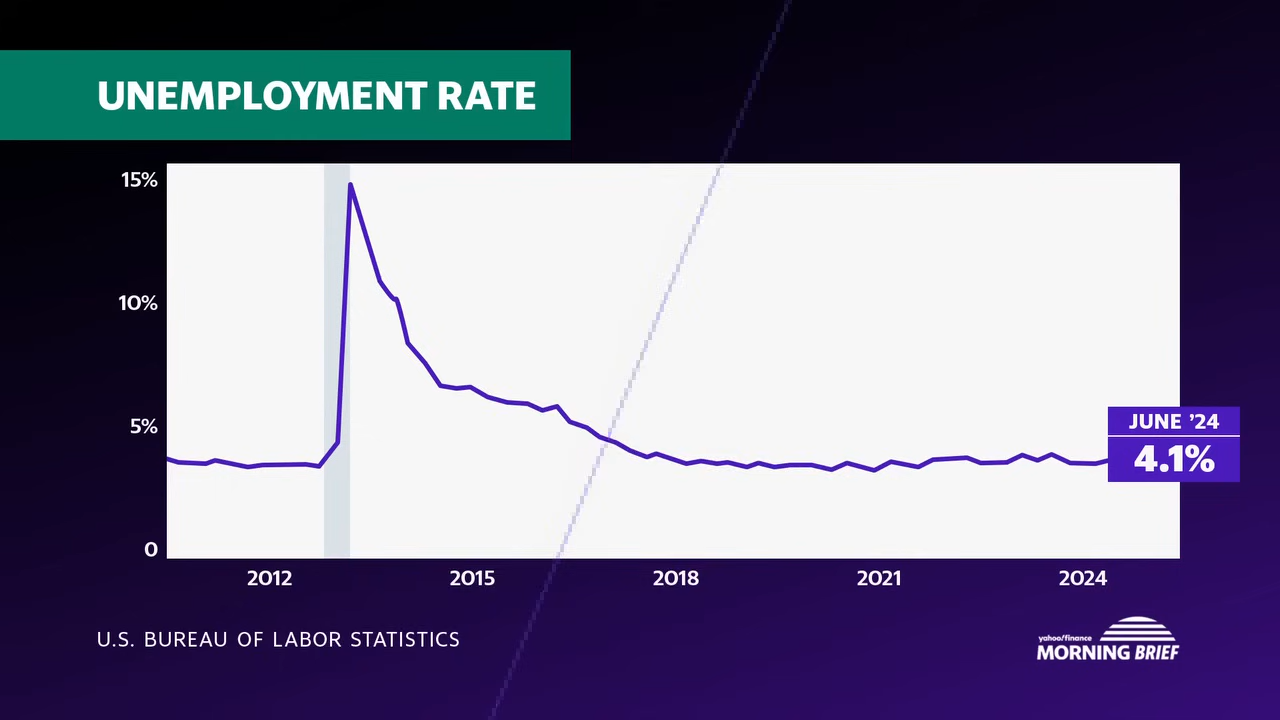 UNEMPLOYMENT RATE
15%
10%
5%
0
JUNE ’24
4.1%
2012
2015
2018
2021
2024
U.S. BUREAU OF LABOR STATISTICS
yahoo/finance
MORNING BRIEF